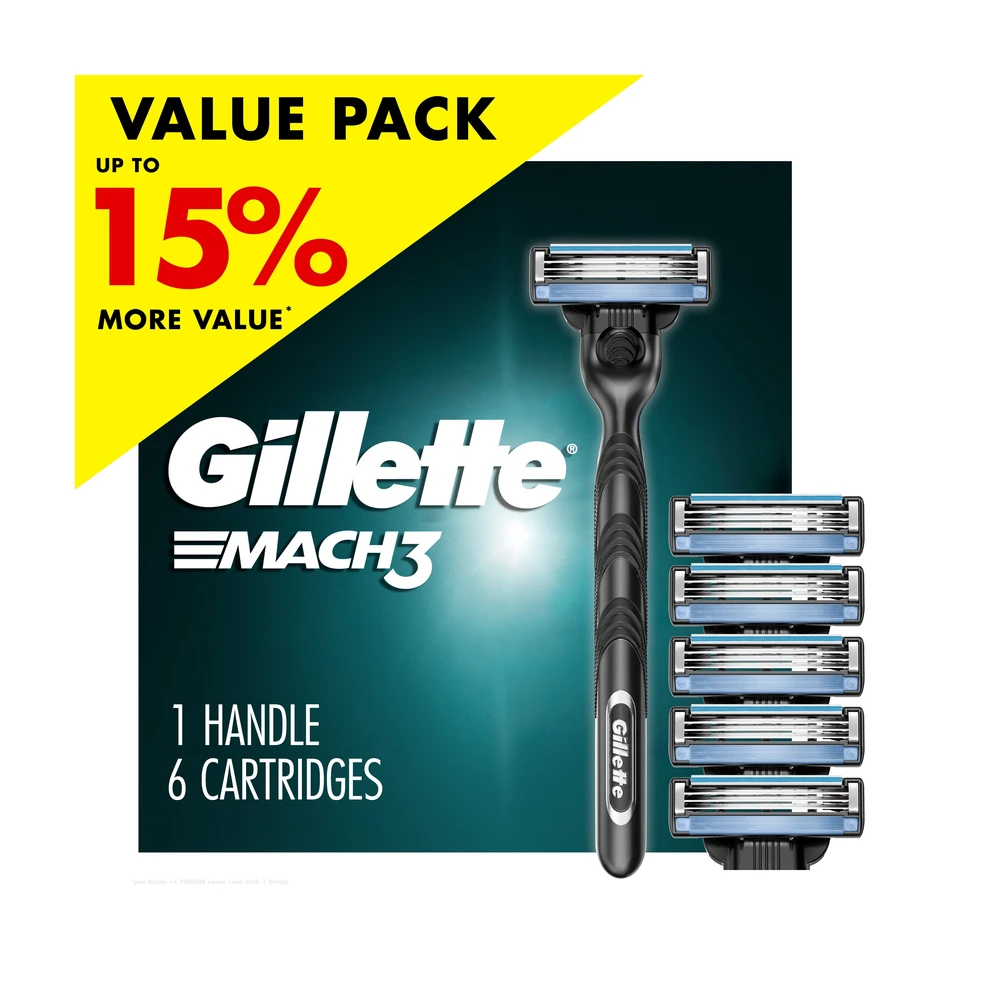 VALUE PACK
UP TO
15%
MORE VALUE*
Gillette®
MACH3
1 HANDLE
6 CARTRIDGES
Gillette